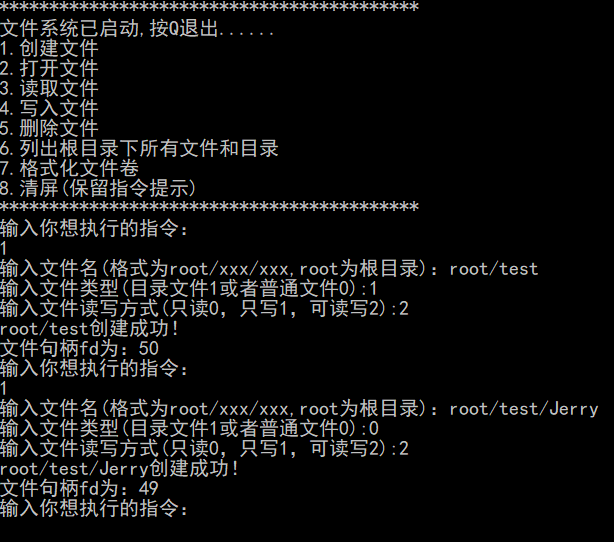 ******************************************
文件系统已启动,按Q退出......
1.创建文件
2.打开文件
3.读取文件
4.写入文件
5.删除文件
6.列出根目录下所有文件和目录
7.格式化文件卷
8.清屏(保留指令提示)
******************************************
输入你想执行的指令:
1
输入文件名(格式为root/xxx/xxx,root为根目录)：root/test
输入文件类型(目录文件1或者普通文件0):1
输入文件读写方式(只读0，只写1，可读写2):2
root/test创建成功!
文件句柄fd为：50
输入你想执行的指令:
1
输入文件名(格式为root/xxx/xxx,root为根目录)：root/test/Jerry
输入文件类型(目录文件1或者普通文件0):0
输入文件读写方式(只读0，只写1，可读写2):2
root/test/Jerry创建成功!
文件句柄fd为：49
输入你想执行的指令: